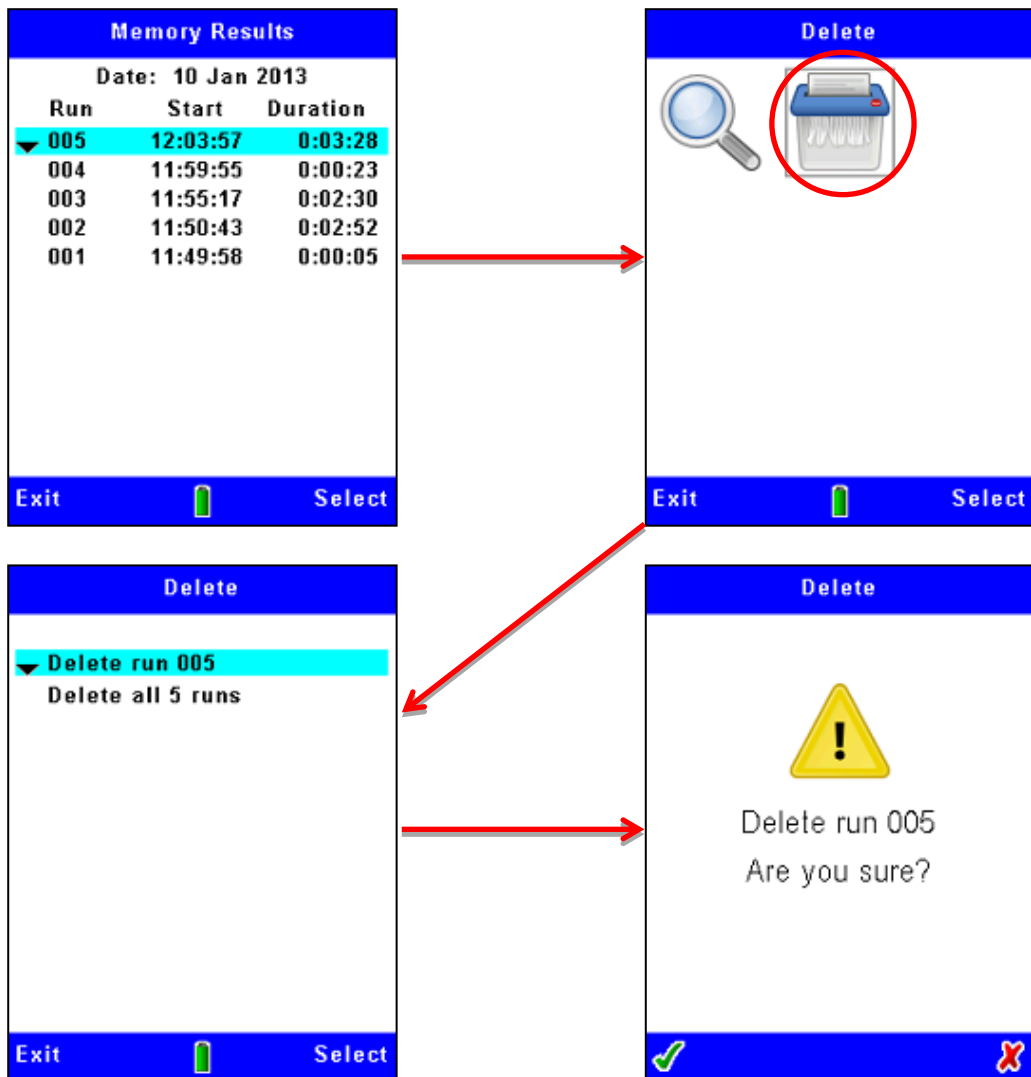 Memory Results
Date: 10 Jan 2013
Run Start Duration
005 12:03:57 0:03:28
004 11:59:55 0:00:23
003 11:55:17 0:02:30
002 11:50:43 0:02:52
001 11:49:58 0:00:05
Exit Select
Delete
Exit Select
Delete
Delete run 005
Delete all 5 runs
Exit Select
Delete
Delete run 005
Are you sure?